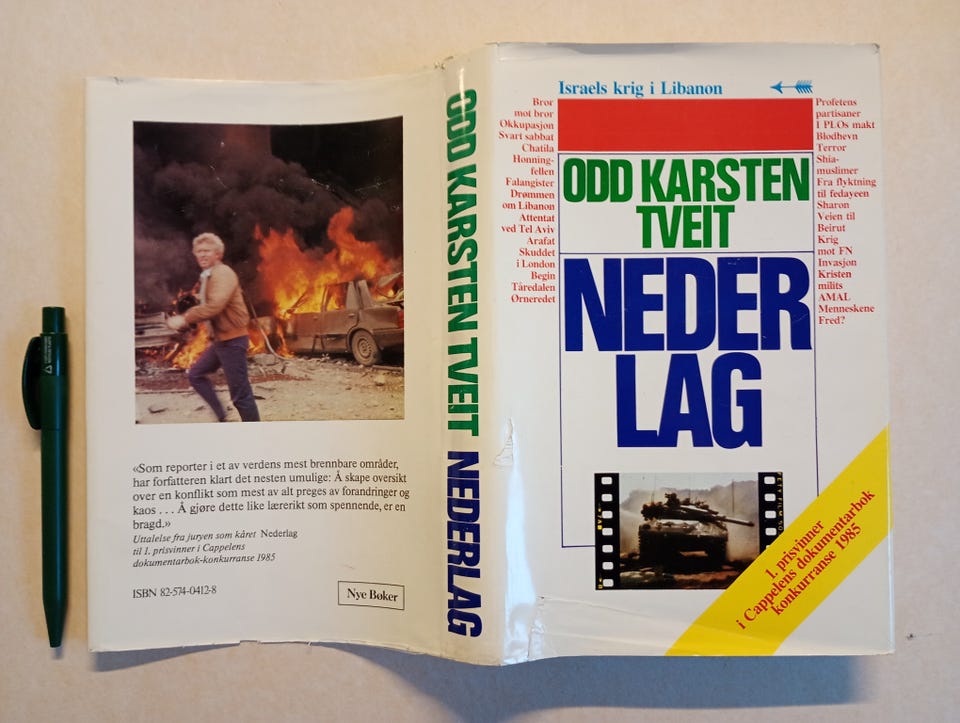 «Som reporter i et av verdens mest brennbare områder,
har forfatteren klart det nesten umulige: Å skape oversikt
over en konflikt som mest av alt preges av forandringer og
kaos . . . Å gjøre dette like lærerikt som spennende, er en
bragd.»
Uttalelse fra juryen som kåret Nederlag
til 1. prisvinner i Cappelens
dokumentarbok-konkurranse 1985
ISBN 82-574-0412-8
Nye Bøker
ODD KARSTEN TVEIT NEDERLAG
Israels krig i Libanon
Bror
mot bror
Okkupasjon
Svart sabbat
Chatila
Honning-
fellen
Falangister
Drømmen
om Libanon
Attentat
ved Tel Aviv
Arafat
Skuddet
i London
Begin
Tåredalen
Ørneredet
ODD KARSTEN
TVEIT
NEDER
LAG
Profetens
partisaner
I PLOs makt
Blodhevn
Terror
Shia-
muslimer
Fra flyktning
til fedayeen
Sharon
Veien til
Beirut
Krig
mot FN
Invasjon
Kristen
milits
AMAL
Menneskene
Fred?
1. prisvinner
i Cappelens dokumentarbok
konkurranse 1985